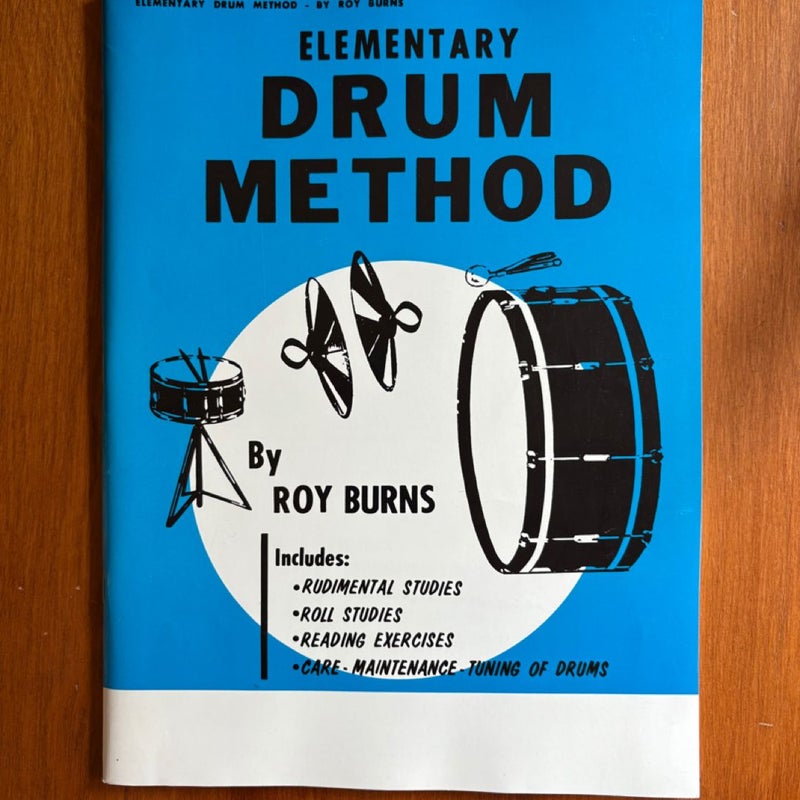 ELEMENTARY DRUM METHOD - BY ROY BURNS
ELEMENTARY
DRUM
METHOD
By
ROY BURNS
Includes:
•RUDIMENTAL STUDIES
•ROLL STUDIES
•READING EXERCISES
•CARE - MAINTENANCE - TUNING OF DRUMS